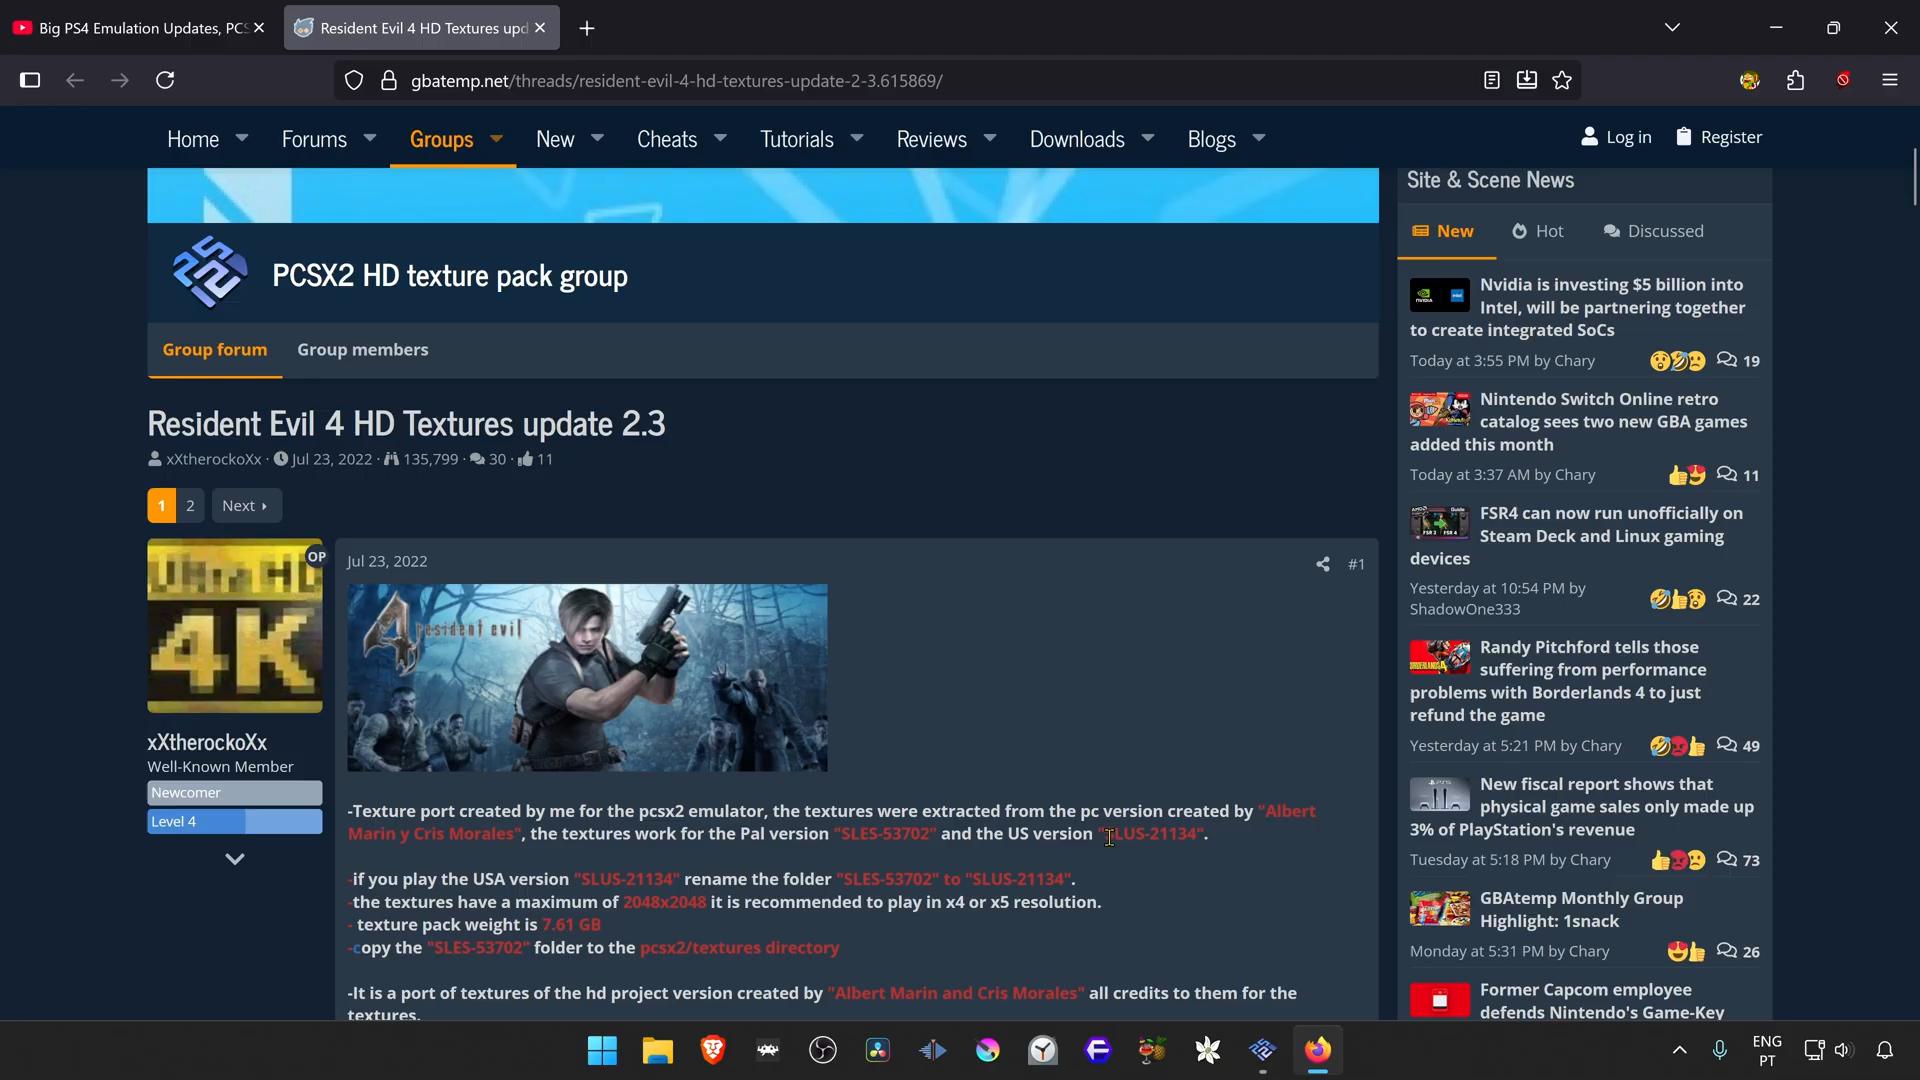 Big PS4 Emulation Updates, PCS
Resident Evil 4 HD Textures upd
gbatemp.net/threads/resident-evil-4-hd-textures-update-2-3.615869/
Home
Forums
Groups
New
Cheats
Tutorials
Reviews
Downloads
Blogs
Log in
Register
PCSX2 HD texture pack group
Group forum
Group members
Resident Evil 4 HD Textures update 2.3
xXtherockoXx · Jul 23, 2022 · 135,799 · 30 · 11
1
2
Next
OP
Ultra HD
4K
xXtherockoXx
Well-Known Member
Newcomer
Level 4
Jul 23, 2022
#1
4 resident evil
-Texture port created by me for the pcsx2 emulator, the textures were extracted from the pc version created by "Albert
Marin y Cris Morales", the textures work for the Pal version "SLES-53702" and the US version "SLUS-21134".
-if you play the USA version "SLUS-21134" rename the folder "SLES-53702" to "SLUS-21134".
-the textures have a maximum of 2048x2048 it is recommended to play in x4 or x5 resolution.
- texture pack weight is 7.61 GB
-copy the "SLES-53702" folder to the pcsx2/textures directory
-It is a port of textures of the hd project version created by "Albert Marin and Cris Morales" all credits to them for the
textures.
Site & Scene News
New
Hot
Discussed
Nvidia is investing $5 billion into
Intel, will be partnering together
to create integrated SoCs
Today at 3:55 PM by Chary
19
Nintendo Switch Online retro
catalog sees two new GBA games
added this month
Today at 3:37 AM by Chary
11
FSR4 can now run unofficially on
Steam Deck and Linux gaming
devices
Yesterday at 10:54 PM by
ShadowOne333
22
Randy Pitchford tells those
suffering from performance
problems with Borderlands 4 to just
refund the game
Yesterday at 5:21 PM by Chary
49
New fiscal report shows that
physical game sales only made up
3% of PlayStation's revenue
Tuesday at 5:18 PM by Chary
73
GBAtemp Monthly Group
Highlight: 1snack
Monday at 5:31 PM by Chary
26
Former Capcom employee
defends Nintendo's Game-Key
ENG
PT